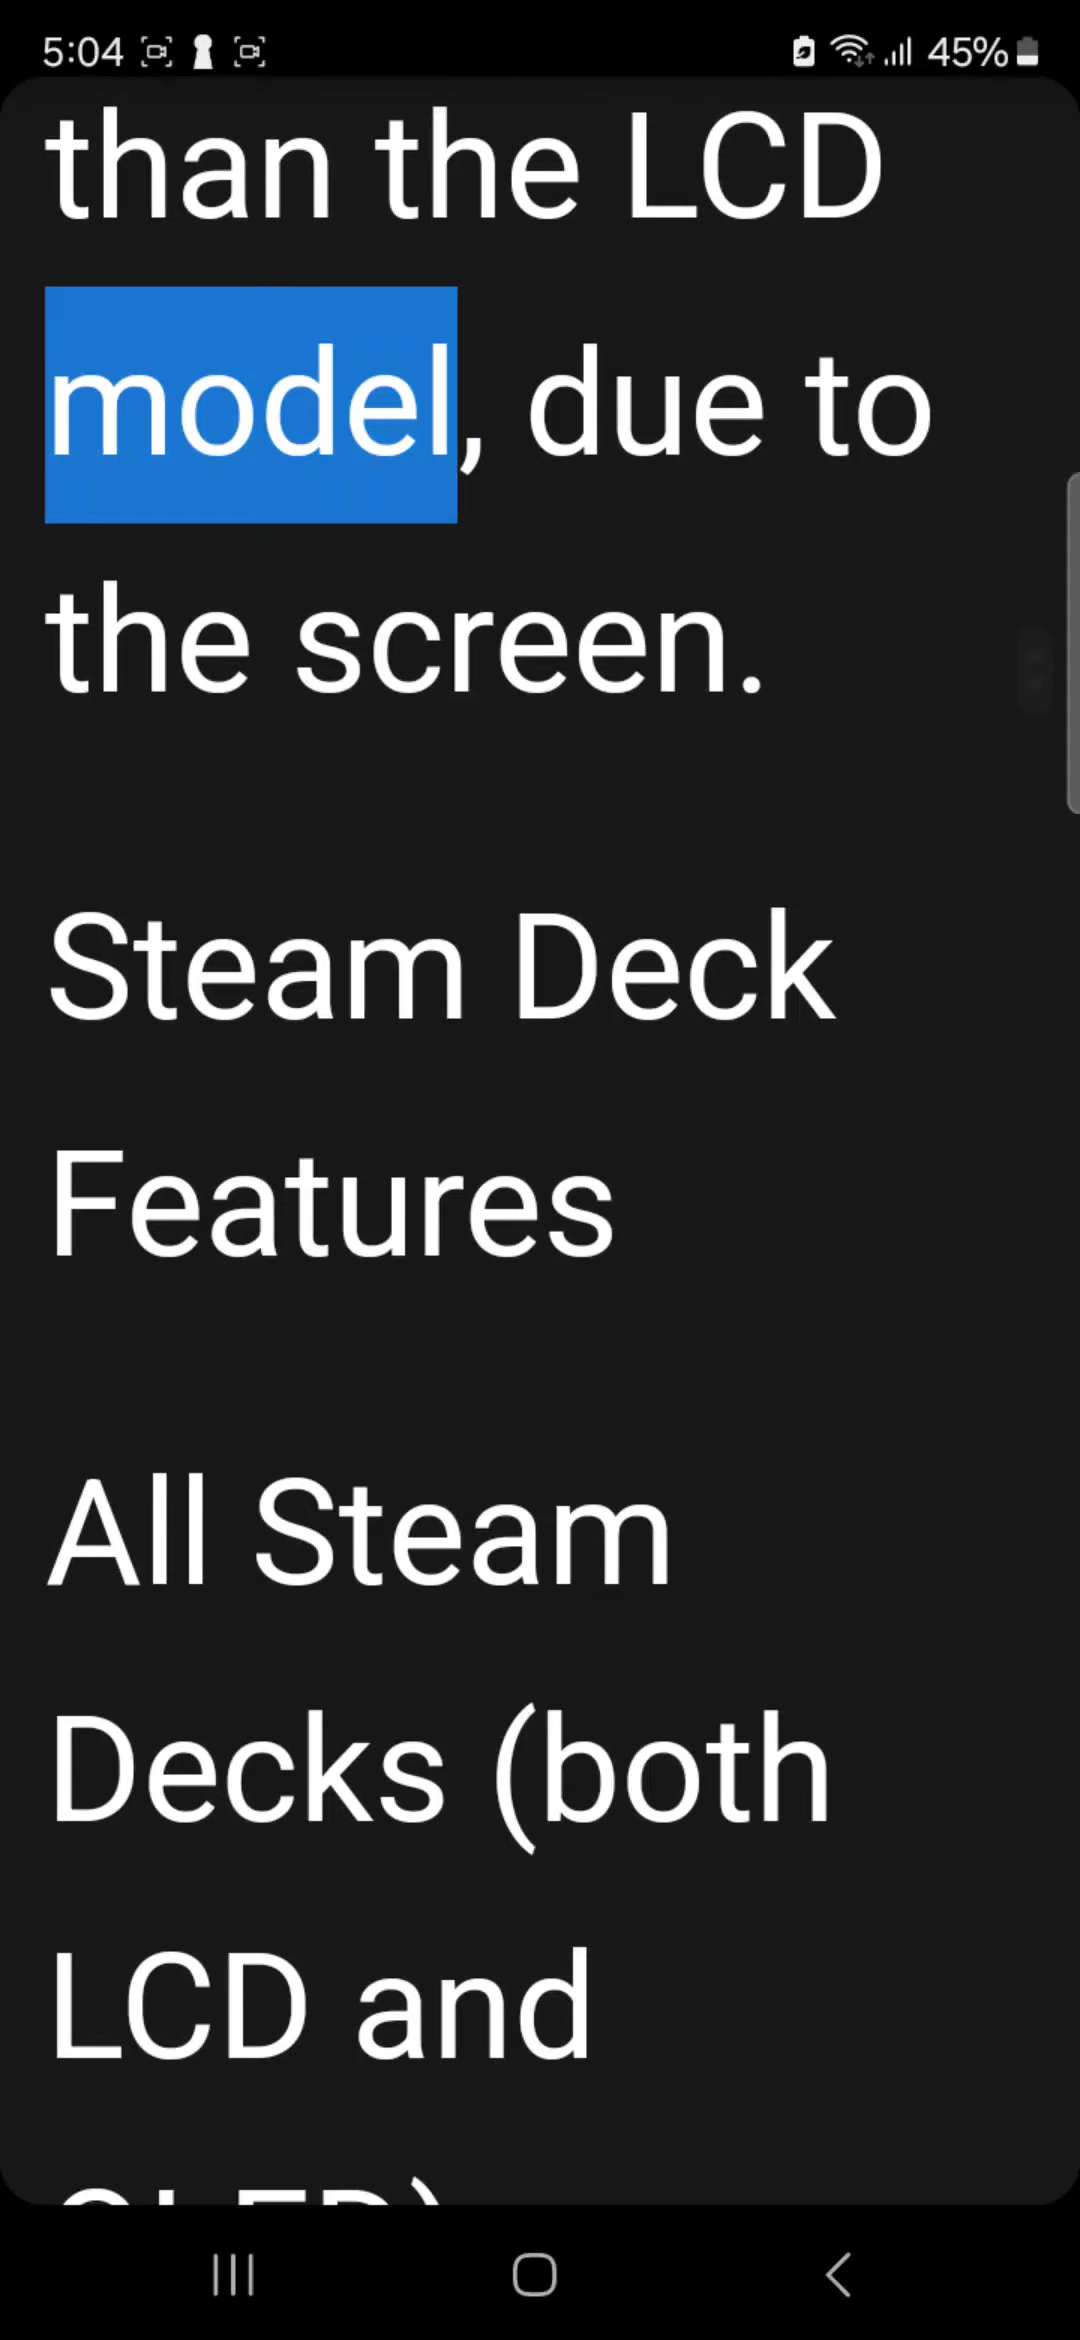 5:04 45%
than the LCD
model, due to
the screen.
Steam Deck
Features
All Steam
Decks (both
LCD and
OLED)